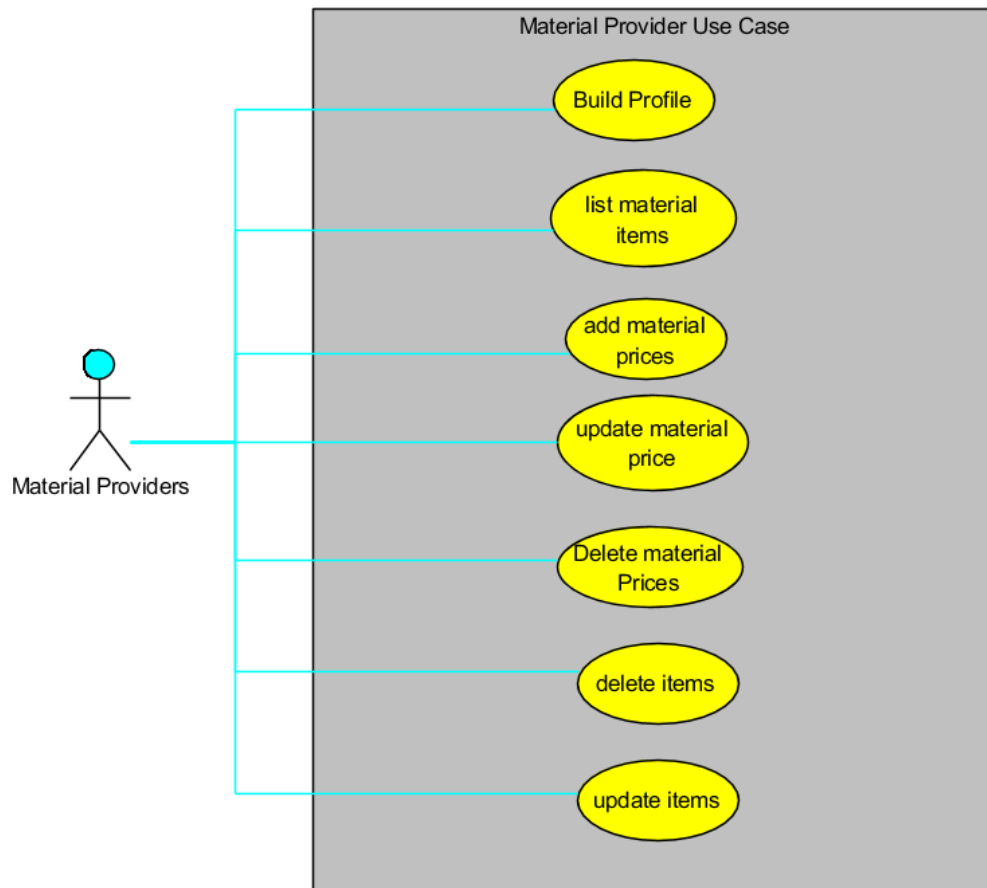 Material Provider Use Case
Build Profile
list material
items
add material
prices
update material
price
Material Providers
Delete material
Prices
delete items
update items